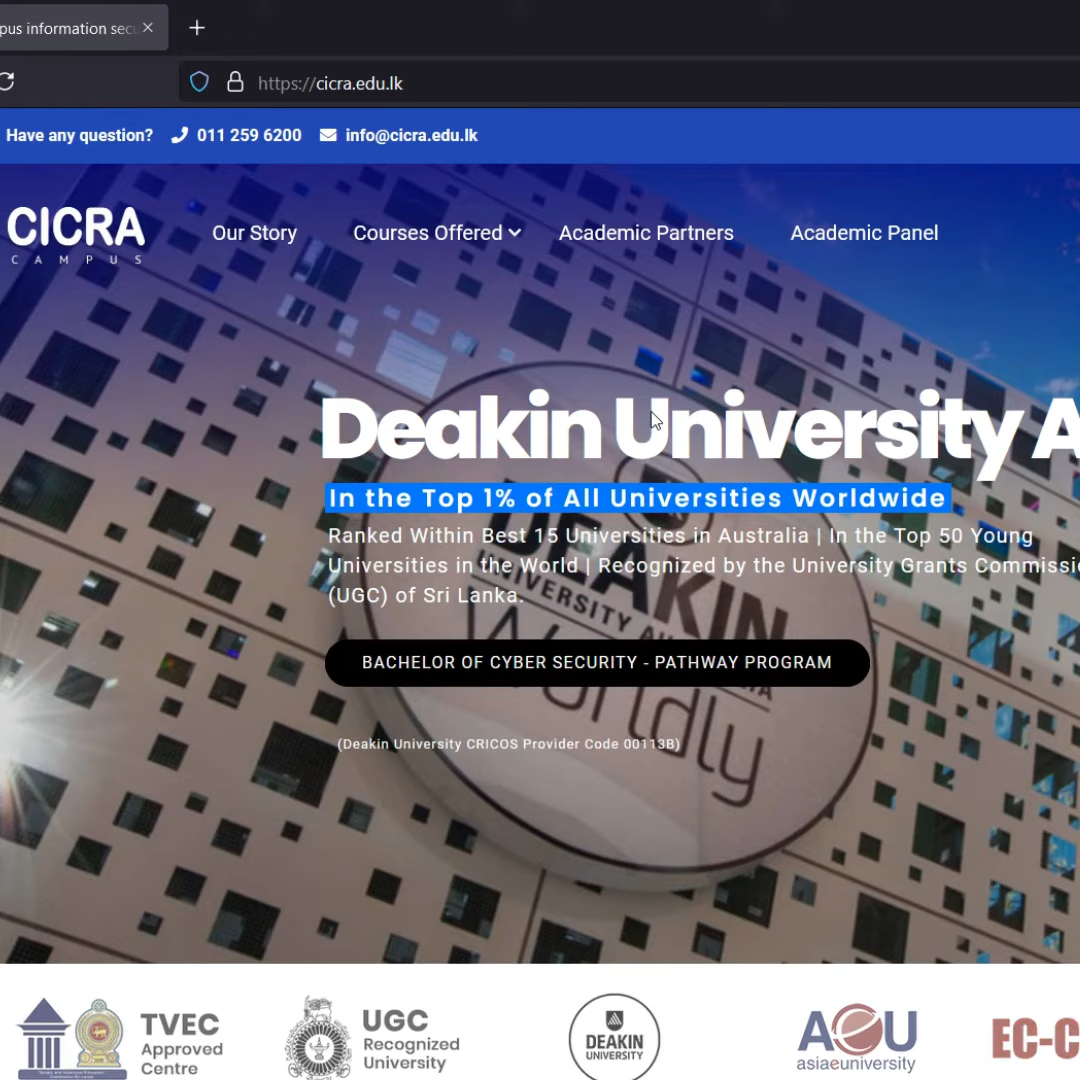 pus information secu
https://cicra.edu.lk
Have any question? 011 259 6200 info@cicra.edu.lk
CICRA
CAMPUS
Our Story Courses Offered Academic Partners Academic Panel
Deakin University A
In the Top 1% of All Universities Worldwide
Ranked Within Best 15 Universities in Australia | In the Top 50 Young
Universities in the World | Recognized by the University Grants Commissio
(UGC) of Sri Lanka.
DEAKIN
UNIVERSITY AUSTRALIA
Worldly
BACHELOR OF CYBER SECURITY - PATHWAY PROGRAM
(Deakin University CRICOS Provider Code 00113B)
TVEC
Approved
Centre
UGC
Recognized
University
DEAKIN
UNIVERSITY
AeU
asiaeuniversity
EC-C